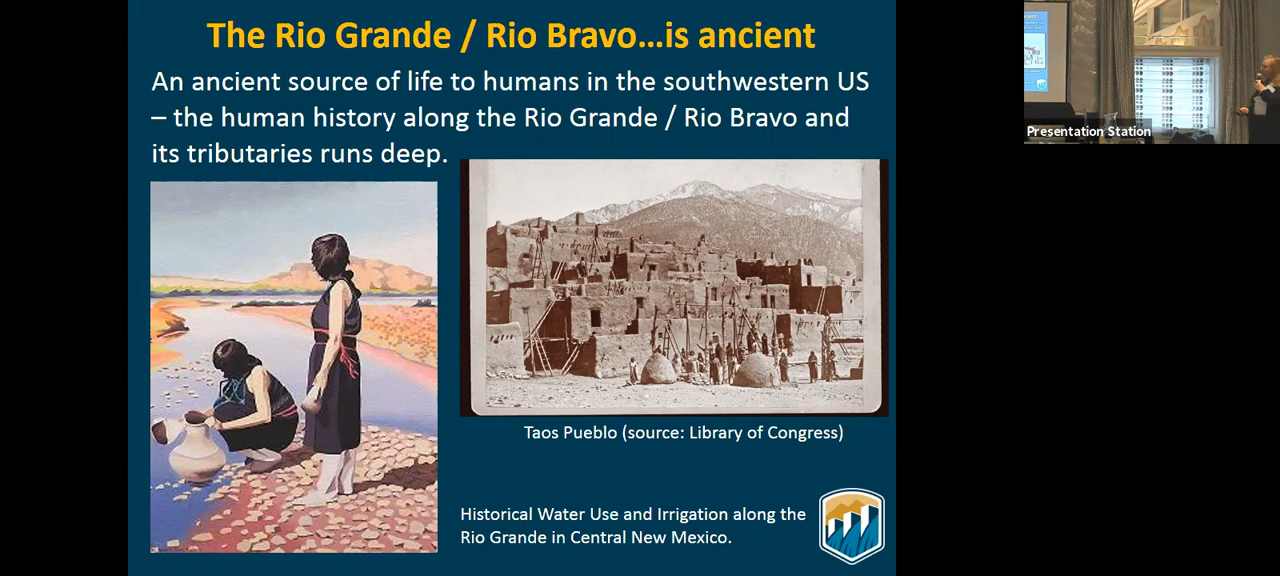 The Rio Grande / Rio Bravo...is ancient
An ancient source of life to humans in the southwestern US
– the human history along the Rio Grande / Rio Bravo and
its tributaries runs deep.
Taos Pueblo (source: Library of Congress)
Historical Water Use and Irrigation along the
Rio Grande in Central New Mexico.
Presentation Station